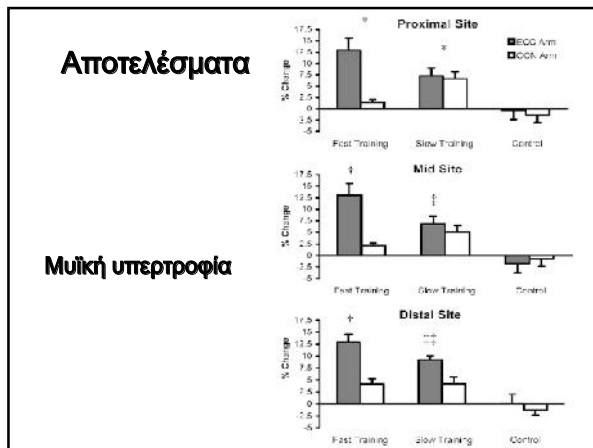 Αποτελέσματα
Μυϊκή υπερτροφία
Proximal Site
% Change
17.5
15
12.5
10
7.5
5
2.5
0
-2.5
-5
*
*
ECC Arm
CON Arm
Fast Training
Slow Training
Control
Mid Site
% Change
17.5
15
12.5
10
7.5
5
2.5
0
-2.5
-5
†
‡
Fast Training
Slow Training
Control
Distal Site
% Change
17.5
15
12.5
10
7.5
5
2.5
0
-2.5
-5
†
Fast Training
Slow Training
Control